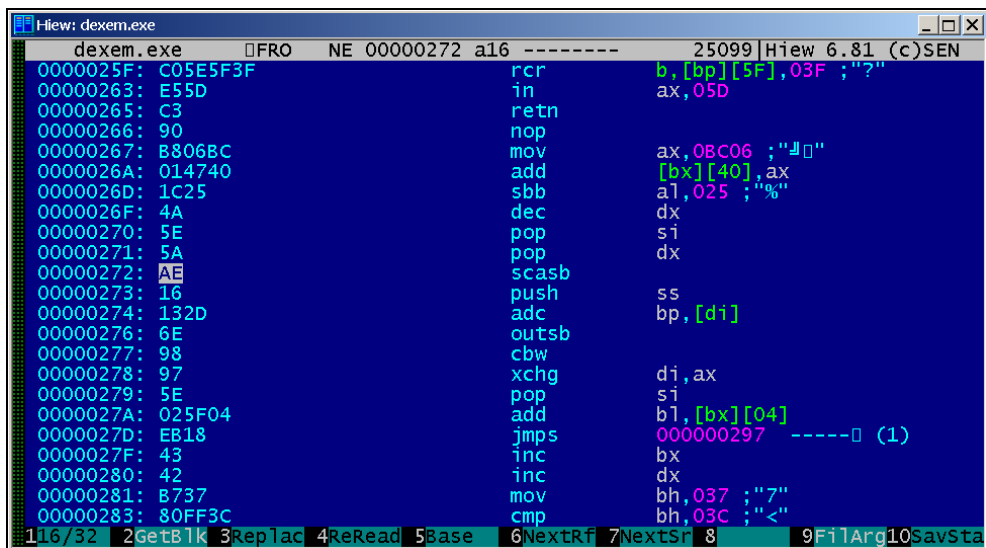 Hiew: dexem.exe
dexem.exe ▯FRO NE 00000272 a16 -------- 25099|Hiew 6.81 (c)SEN
0000025F: C05E5F3F rcr b,[bp][5F],03F ;"?"
00000263: E55D in ax,05D
00000265: C3 retn
00000266: 90 nop
00000267: B806BC mov ax,0BC06 ;"╝▯"
0000026A: 014740 add [bx][40],ax
0000026D: 1C25 sbb al,025 ;"%"
0000026F: 4A dec dx
00000270: 5E pop si
00000271: 5A pop dx
00000272: AE scasb
00000273: 16 push ss
00000274: 132D adc bp,[di]
00000276: 6E outsb
00000277: 98 cbw
00000278: 97 xchg di,ax
00000279: 5E pop si
0000027A: 025F04 add bl,[bx][04]
0000027D: EB18 jmps 000000297 -----▯ (1)
0000027F: 43 inc bx
00000280: 42 inc dx
00000281: B737 mov bh,037 ;"7"
00000283: 80FF3C cmp bh,03C ;"<"
116/32 2GetBlk 3Replac 4ReRead 5Base 6NextRf 7NextSr 8 9FilArg10SavSta